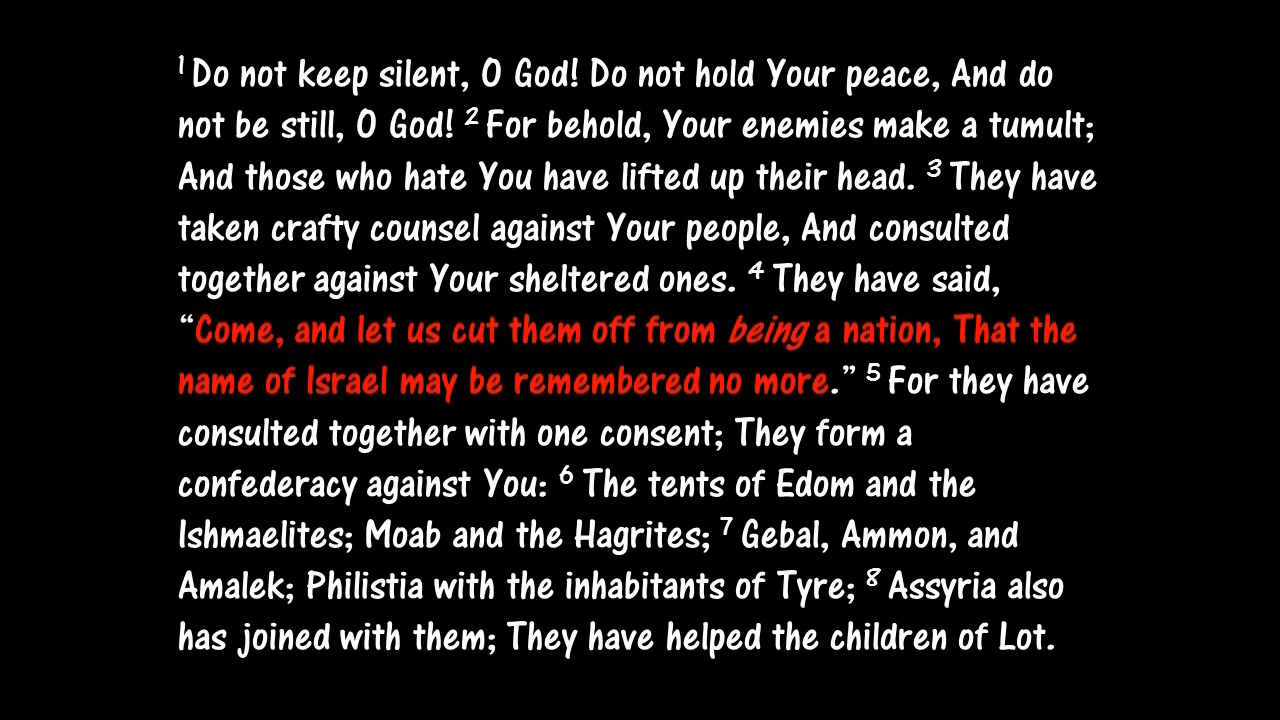 1 Do not keep silent, O God! Do not hold Your peace, And do
not be still, O God! 2 For behold, Your enemies make a tumult;
And those who hate You have lifted up their head. 3 They have
taken crafty counsel against Your people, And consulted
together against Your sheltered ones. 4 They have said,
“Come, and let us cut them off from being a nation, That the
name of Israel may be remembered no more.” 5 For they have
consulted together with one consent; They form a
confederacy against You: 6 The tents of Edom and the
Ishmaelites; Moab and the Hagrites; 7 Gebal, Ammon, and
Amalek; Philistia with the inhabitants of Tyre; 8 Assyria also
has joined with them; They have helped the children of Lot.